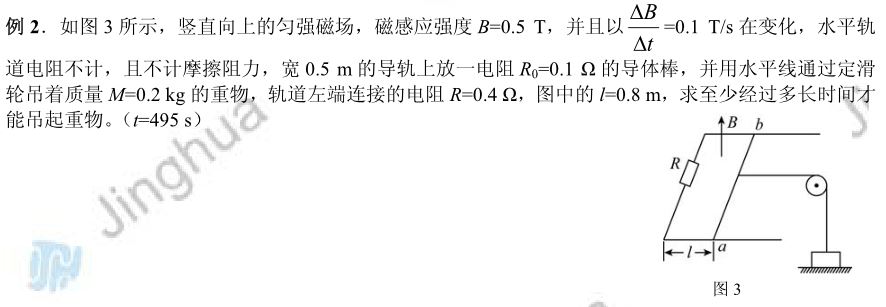 例 2．如图 3 所示，竖直向上的匀强磁场，磁感应强度 B=0.5 T，并且以 ΔB/Δt =0.1 T/s 在变化，水平轨
道电阻不计，且不计摩擦阻力，宽 0.5 m 的导轨上放一电阻 R₀=0.1 Ω 的导体棒，并用水平线通过定滑
轮吊着质量 M=0.2 kg 的重物，轨道左端连接的电阻 R=0.4 Ω，图中的 l=0.8 m，求至少经过多长时间才
能吊起重物。（t=495 s）
B b
R
l a
图 3
Jinghua
J